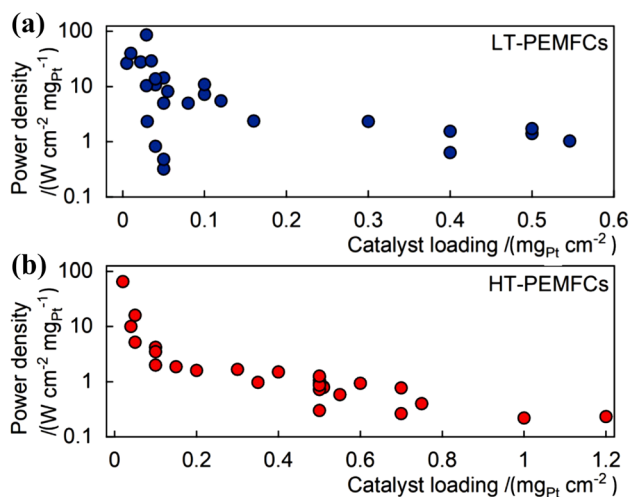 (a)
LT-PEMFCs
Power density
/(W cm⁻² mgPt⁻¹)
100
10
1
0.1
0 0.1 0.2 0.3 0.4 0.5 0.6
Catalyst loading /(mgPt cm⁻²)
(b)
HT-PEMFCs
Power density
/(W cm⁻² mgPt⁻¹)
100
10
1
0.1
0 0.2 0.4 0.6 0.8 1 1.2
Catalyst loading /(mgPt cm⁻²)